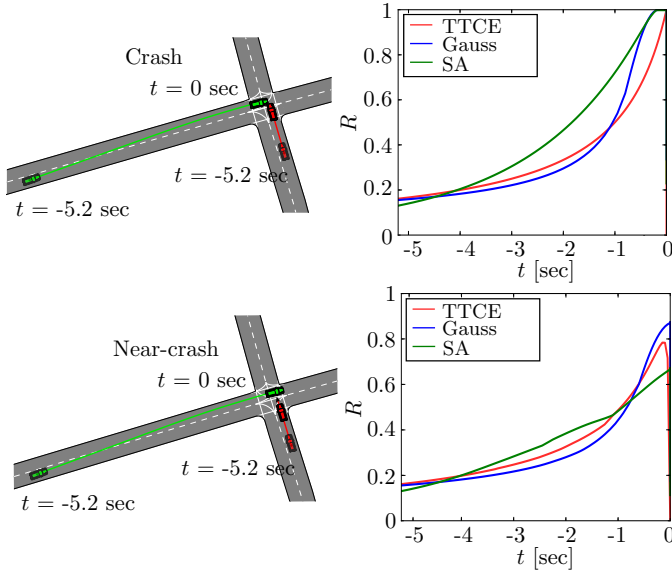 Crash
t = 0 sec
t = -5.2 sec
t = -5.2 sec
1
0.8
0.6
0.4
0.2
0
R
TTCE
Gauss
SA
-5 -4 -3 -2 -1 0
t [sec]
Near-crash
t = 0 sec
t = -5.2 sec
t = -5.2 sec
1
0.8
0.6
0.4
0.2
0
R
TTCE
Gauss
SA
-5 -4 -3 -2 -1 0
t [sec]